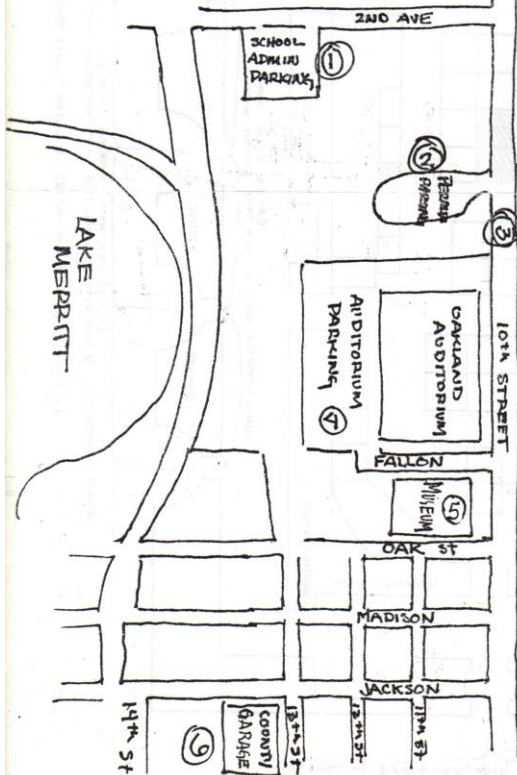 2ND AVE
SCHOOL
ADMIN
PARKING
1
2
PARKING
3
10th STREET
LAKE
MERRITT
AUDITORIUM
PARKING
4
OAKLAND
AUDITORIUM
FALLON
MUSEUM
5
OAK St
MADISON
JACKSON
14th St
6
COUNTY
GARAGE
13th St
12th St
11th St